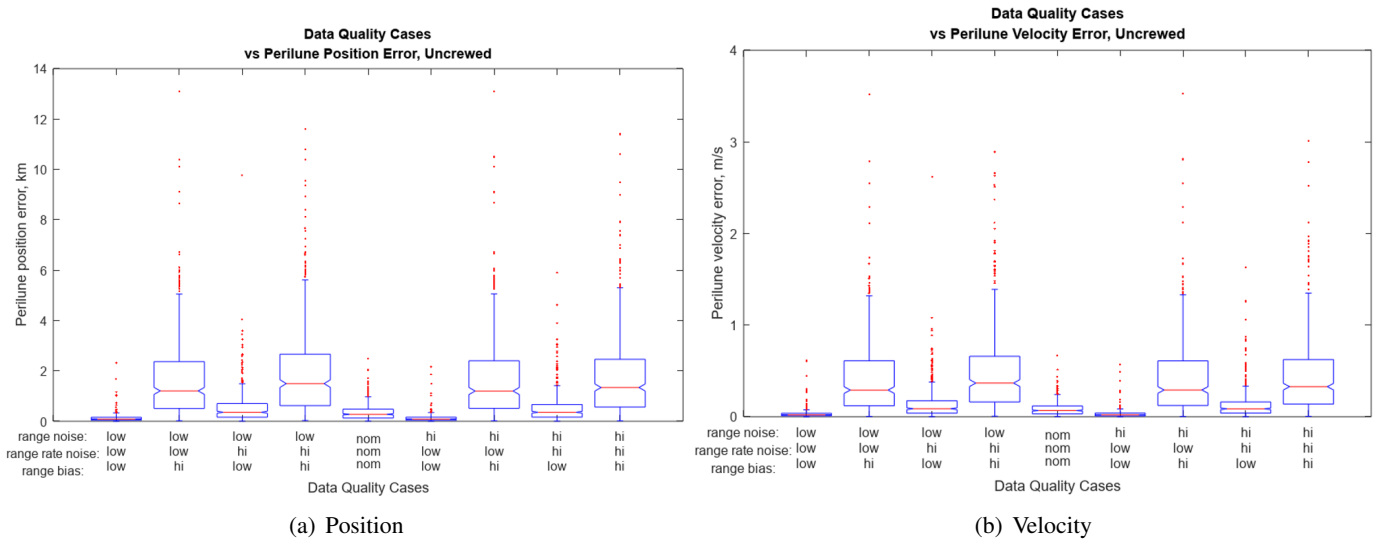 Data Quality Cases
vs Perilune Position Error, Uncrewed
14
12
10
8
6
4
2
0
Perilune position error, km
range noise: low low low low nom hi hi hi hi
range rate noise: low low hi hi nom low low hi hi
range bias: low hi low hi nom low hi low hi
Data Quality Cases
(a) Position
Data Quality Cases
vs Perilune Velocity Error, Uncrewed
4
3
2
1
0
Perilune velocity error, m/s
range noise: low low low low nom hi hi hi hi
range rate noise: low low hi hi nom low low hi hi
range bias: low hi low hi nom low hi low hi
Data Quality Cases
(b) Velocity